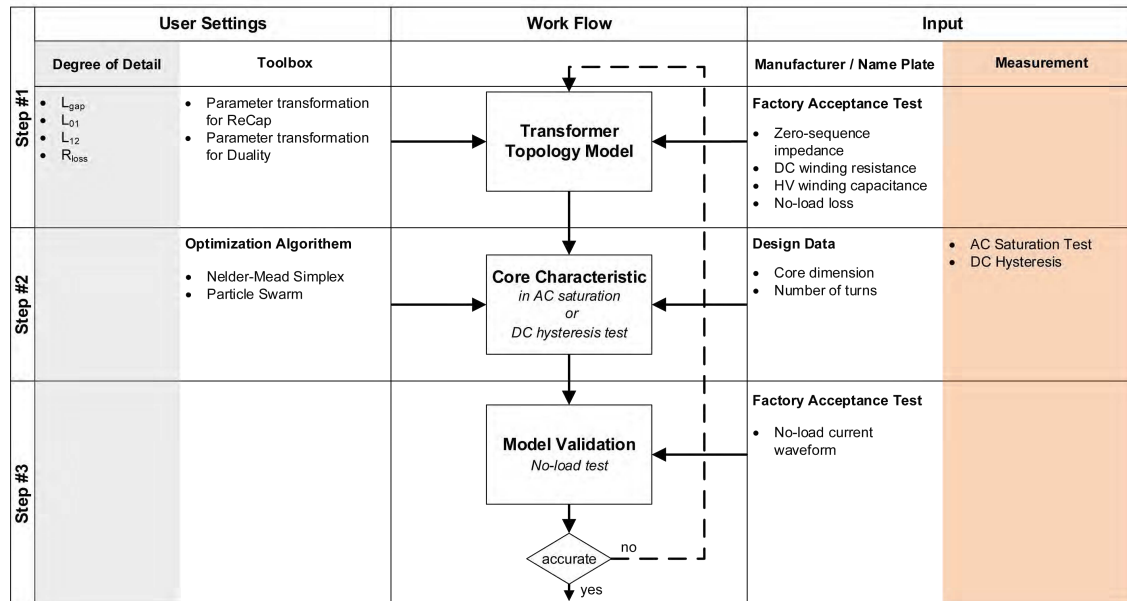 User Settings
Work Flow
Input
Degree of Detail
Toolbox
Manufacturer / Name Plate
Measurement
Step #1
• L_gap
• L_01
• L_12
• R_loss
• Parameter transformation
for ReCap
• Parameter transformation
for Duality
Transformer
Topology Model
Factory Acceptance Test
• Zero-sequence
impedance
• DC winding resistance
• HV winding capacitance
• No-load loss
Step #2
Optimization Algorithem
• Nelder-Mead Simplex
• Particle Swarm
Core Characteristic
in AC saturation
or
DC hysteresis test
Design Data
• Core dimension
• Number of turns
• AC Saturation Test
• DC Hysteresis
Step #3
Model Validation
No-load test
Factory Acceptance Test
• No-load current
waveform
accurate
no
yes